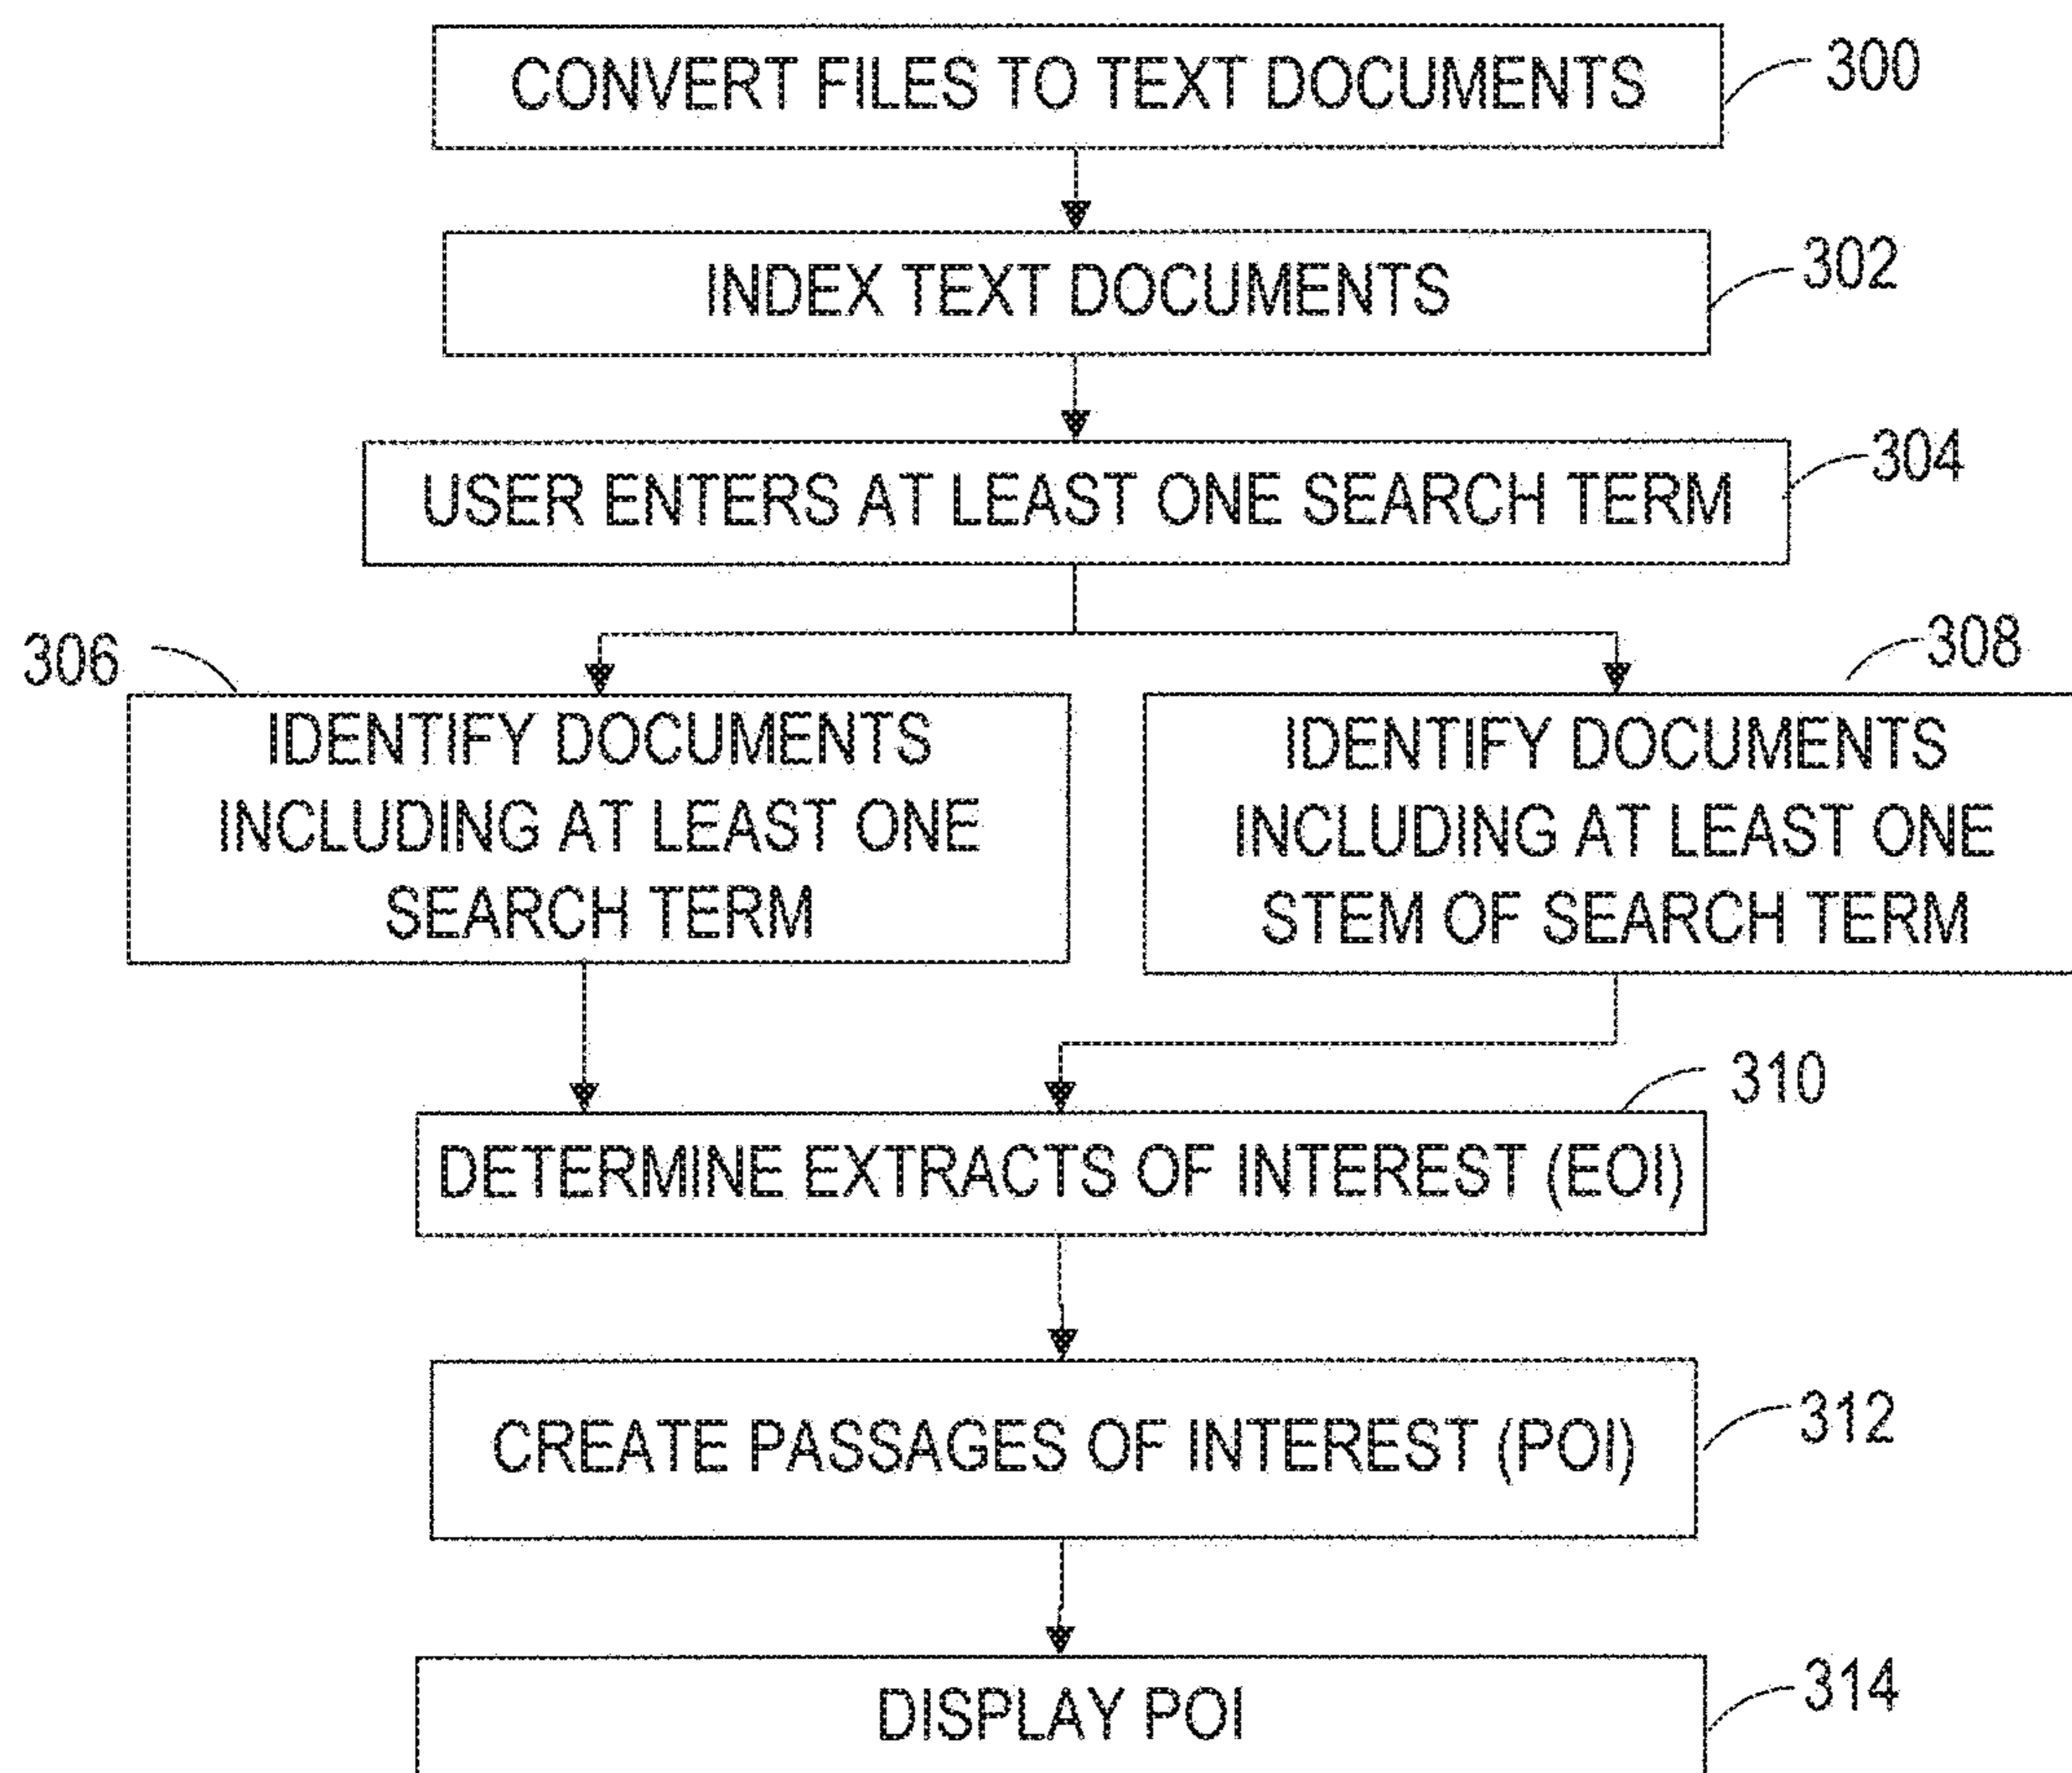 CONVERT FILES TO TEXT DOCUMENTS
300
INDEX TEXT DOCUMENTS
302
USER ENTERS AT LEAST ONE SEARCH TERM
304
306
IDENTIFY DOCUMENTS
INCLUDING AT LEAST ONE
SEARCH TERM
308
IDENTIFY DOCUMENTS
INCLUDING AT LEAST ONE
STEM OF SEARCH TERM
310
DETERMINE EXTRACTS OF INTEREST (EOI)
CREATE PASSAGES OF INTEREST (POI)
312
DISPLAY POI
314